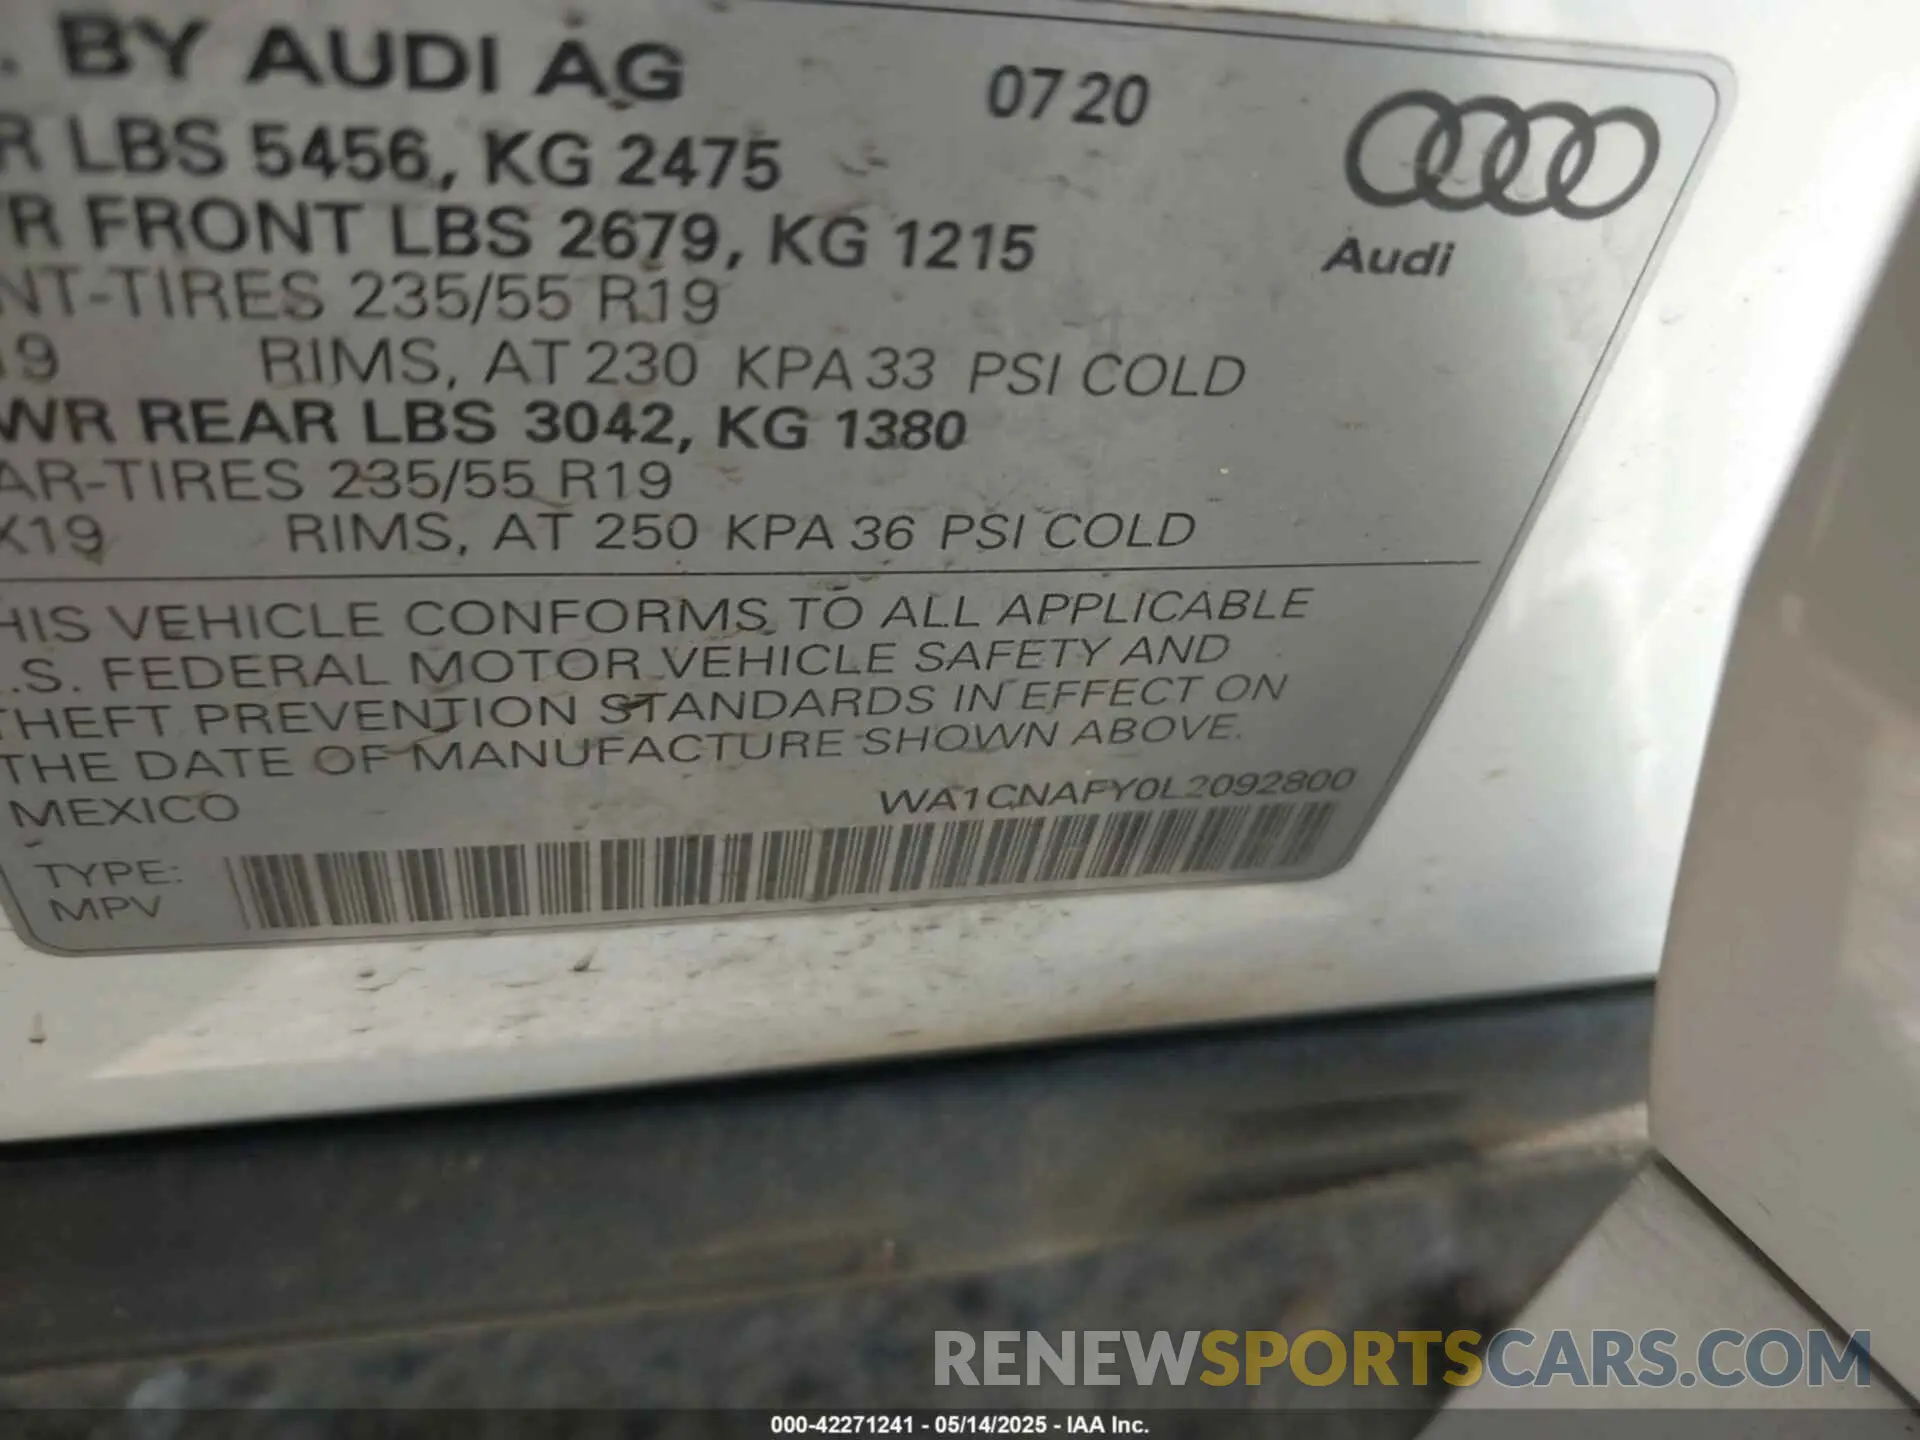 . BY AUDI AG 07 20
R LBS 5456, KG 2475
R FRONT LBS 2679, KG 1215
Audi
NT-TIRES 235/55 R19
19 RIMS, AT 230 KPA 33 PSI COLD
WR REAR LBS 3042, KG 1380
AR-TIRES 235/55 R19
X19 RIMS, AT 250 KPA 36 PSI COLD
HIS VEHICLE CONFORMS TO ALL APPLICABLE
.S. FEDERAL MOTOR VEHICLE SAFETY AND
THEFT PREVENTION STANDARDS IN EFFECT ON
THE DATE OF MANUFACTURE SHOWN ABOVE.
MEXICO WA1CNAFY0L2092800
TYPE:
MPV
RENEWSPORTSCARS.COM
000-42271241 - 05/14/2025 - IAA Inc.